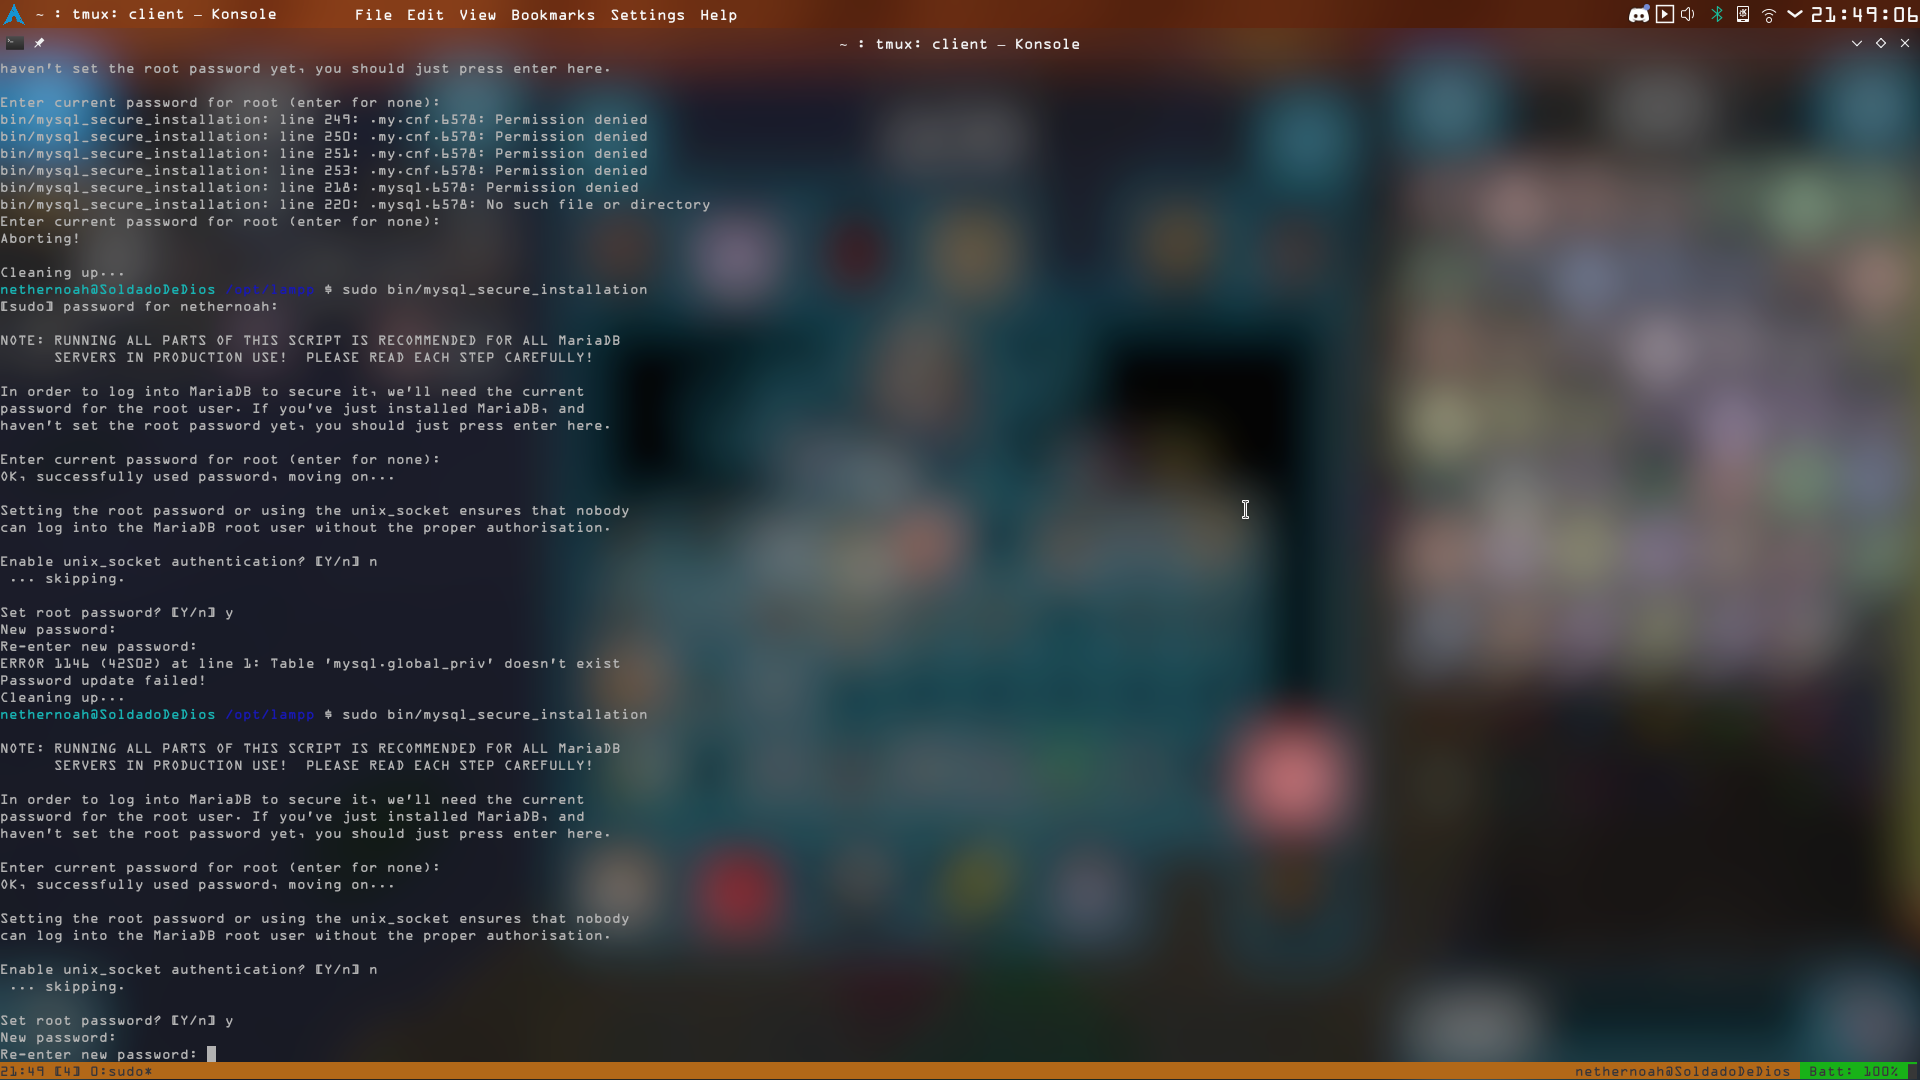 ~ : tmux: client — Konsole
File Edit View Bookmarks Settings Help
21:49:06
~ : tmux: client — Konsole
haven't set the root password yet, you should just press enter here.
Enter current password for root (enter for none):
bin/mysql_secure_installation: line 249: .my.cnf.6578: Permission denied
bin/mysql_secure_installation: line 250: .my.cnf.6578: Permission denied
bin/mysql_secure_installation: line 251: .my.cnf.6578: Permission denied
bin/mysql_secure_installation: line 253: .my.cnf.6578: Permission denied
bin/mysql_secure_installation: line 218: .mysql.6578: Permission denied
bin/mysql_secure_installation: line 220: .mysql.6578: No such file or directory
Enter current password for root (enter for none):
Aborting!
Cleaning up...
nethernoah@SoldadoDeDios /opt/lampp $ sudo bin/mysql_secure_installation
[sudo] password for nethernoah:
NOTE: RUNNING ALL PARTS OF THIS SCRIPT IS RECOMMENDED FOR ALL MariaDB
SERVERS IN PRODUCTION USE!  PLEASE READ EACH STEP CAREFULLY!
In order to log into MariaDB to secure it, we'll need the current
password for the root user. If you've just installed MariaDB, and
haven't set the root password yet, you should just press enter here.
Enter current password for root (enter for none):
OK, successfully used password, moving on...
Setting the root password or using the unix_socket ensures that nobody
can log into the MariaDB root user without the proper authorisation.
Enable unix_socket authentication? [Y/n] n
... skipping.
Set root password? [Y/n] y
New password:
Re-enter new password:
ERROR 1146 (42S02) at line 1: Table 'mysql.global_priv' doesn't exist
Password update failed!
Cleaning up...
nethernoah@SoldadoDeDios /opt/lampp $ sudo bin/mysql_secure_installation
NOTE: RUNNING ALL PARTS OF THIS SCRIPT IS RECOMMENDED FOR ALL MariaDB
SERVERS IN PRODUCTION USE!  PLEASE READ EACH STEP CAREFULLY!
In order to log into MariaDB to secure it, we'll need the current
password for the root user. If you've just installed MariaDB, and
haven't set the root password yet, you should just press enter here.
Enter current password for root (enter for none):
OK, successfully used password, moving on...
Setting the root password or using the unix_socket ensures that nobody
can log into the MariaDB root user without the proper authorisation.
Enable unix_socket authentication? [Y/n] n
... skipping.
Set root password? [Y/n] y
New password:
Re-enter new password:
21:49 [4] 0:sudo*
nethernoah@SoldadoDeDios Batt: 100%